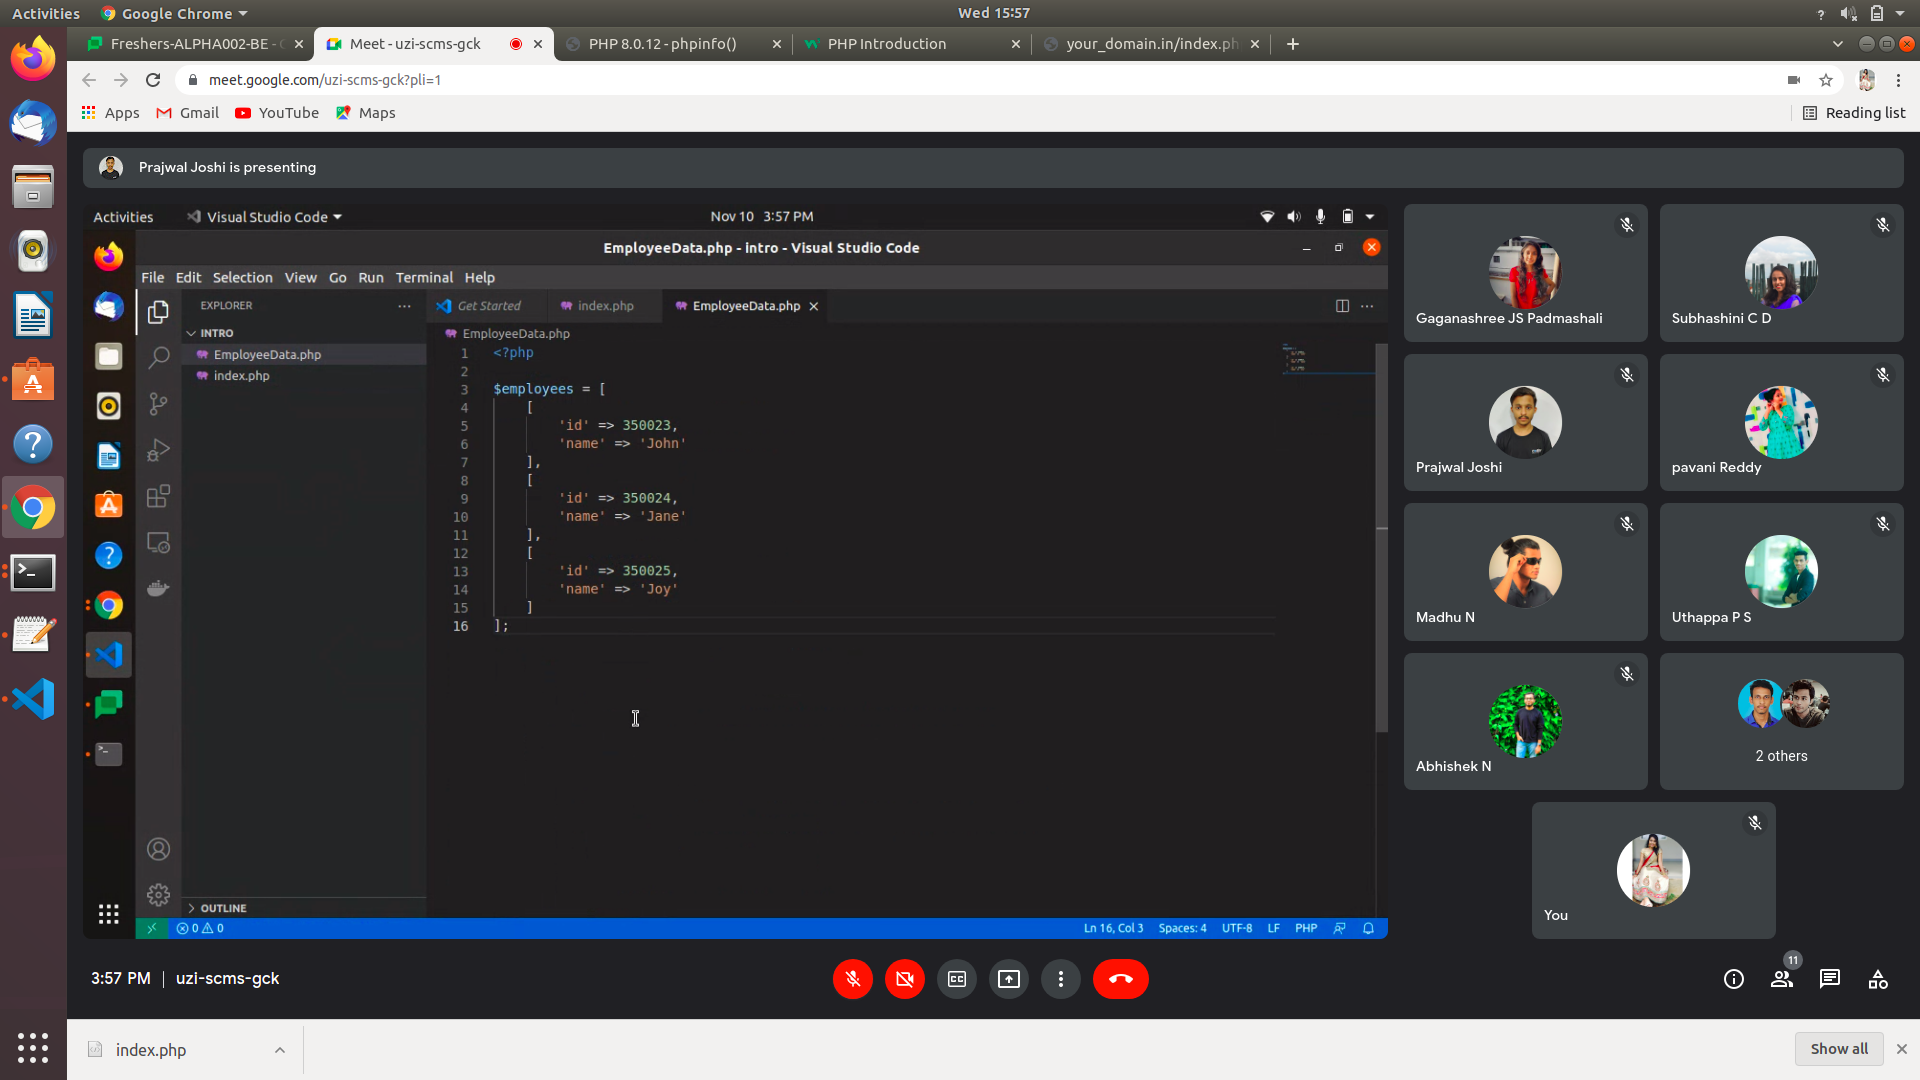 Activities
Google Chrome
Wed 15:57
?
Freshers-ALPHA002-BE - C
Meet - uzi-scms-gck
PHP 8.0.12 - phpinfo()
PHP Introduction
your_domain.in/index.ph
meet.google.com/uzi-scms-gck?pli=1
Apps
Gmail
YouTube
Maps
Reading list
Prajwal Joshi is presenting
Activities
Visual Studio Code
Nov 10 3:57 PM
EmployeeData.php - intro - Visual Studio Code
File Edit Selection View Go Run Terminal Help
EXPLORER
Get Started
index.php
EmployeeData.php
INTRO
EmployeeData.php
index.php
EmployeeData.php
1 <?php
2
3 $employees = [
4 [
5 'id' => 350023,
6 'name' => 'John'
7 ],
8 [
9 'id' => 350024,
10 'name' => 'Jane'
11 ],
12 [
13 'id' => 350025,
14 'name' => 'Joy'
15 ]
16 ];
OUTLINE
0 0
Ln 16, Col 3 Spaces: 4 UTF-8 LF PHP
Gaganashree JS Padmashali
Subhashini C D
Prajwal Joshi
pavani Reddy
Madhu N
Uthappa P S
Abhishek N
2 others
You
3:57 PM | uzi-scms-gck
CC
11
index.php
Show all